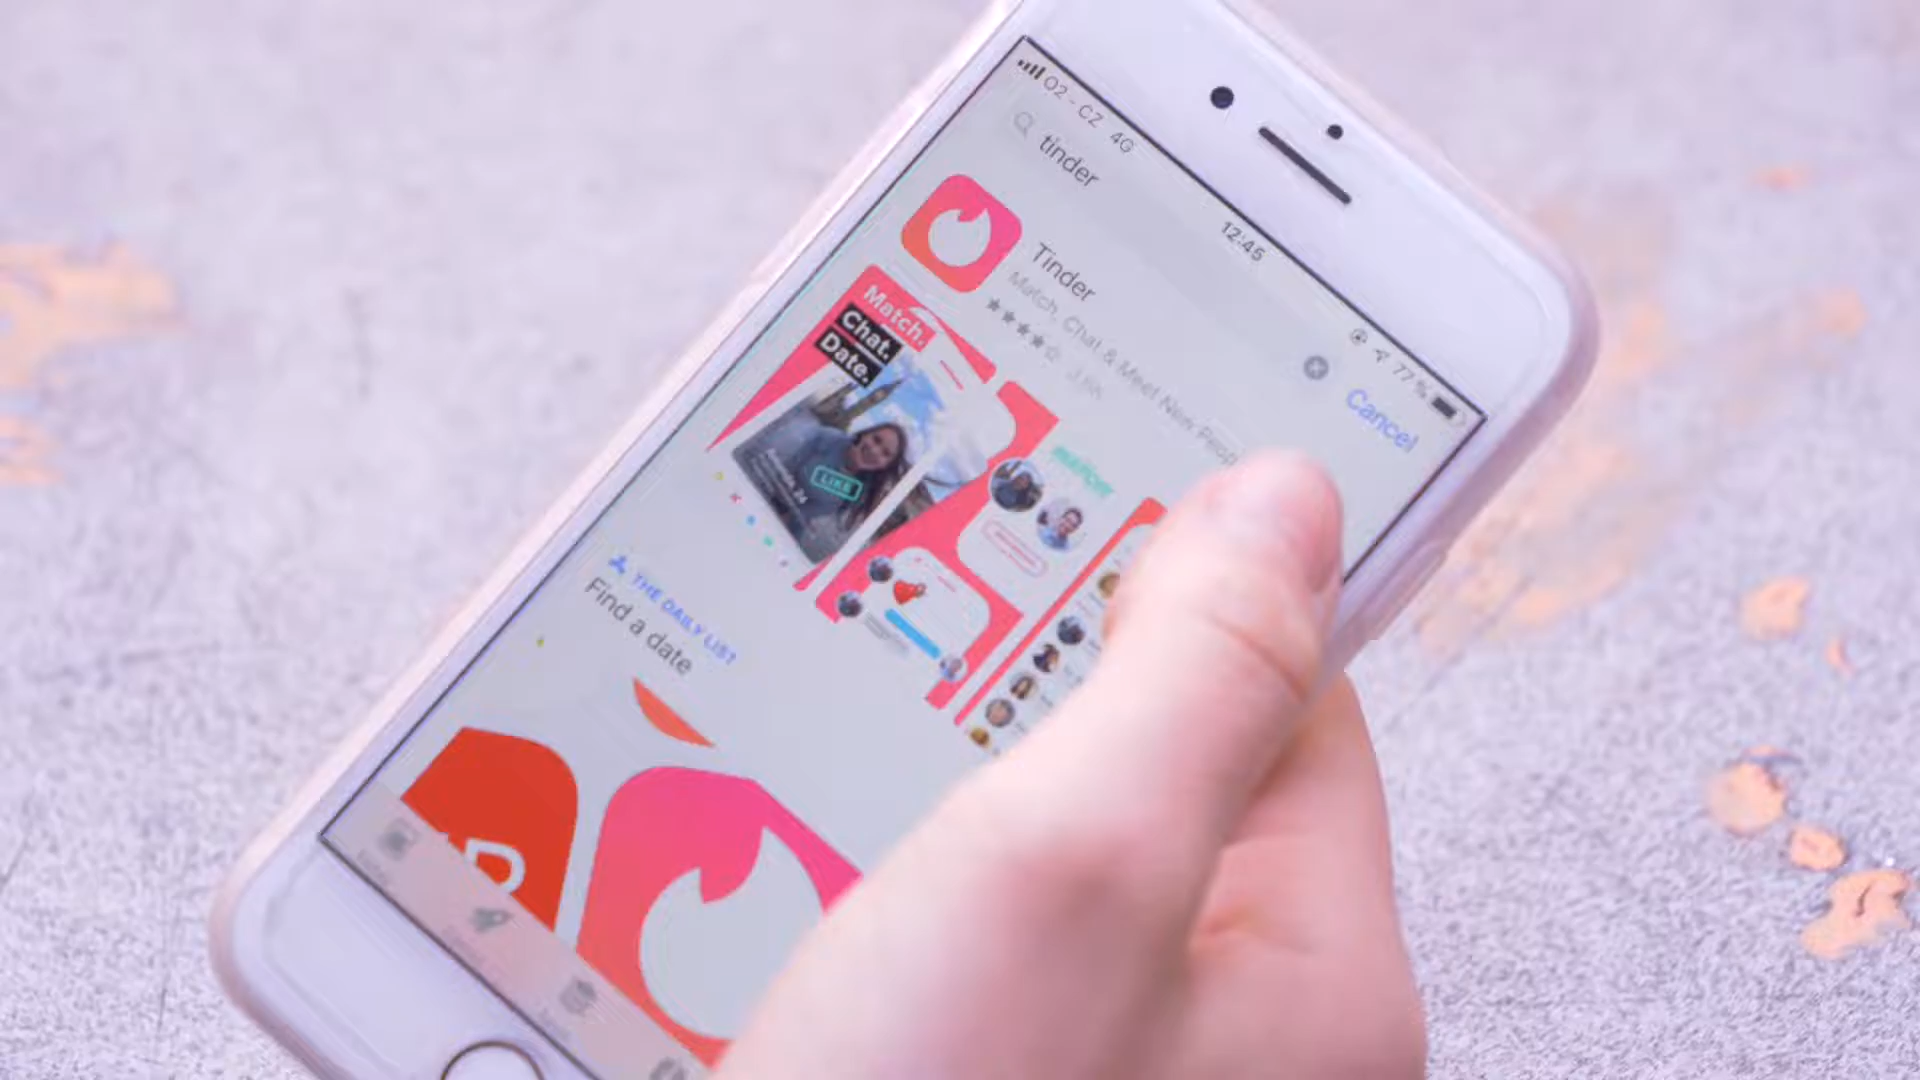 O2 - CZ 4G
12:45
77 %
tinder
Cancel
Tinder
Match, Chat & Meet New
Match.
Chat.
Date.
LIKE
THE DAILY LIST
Find a date